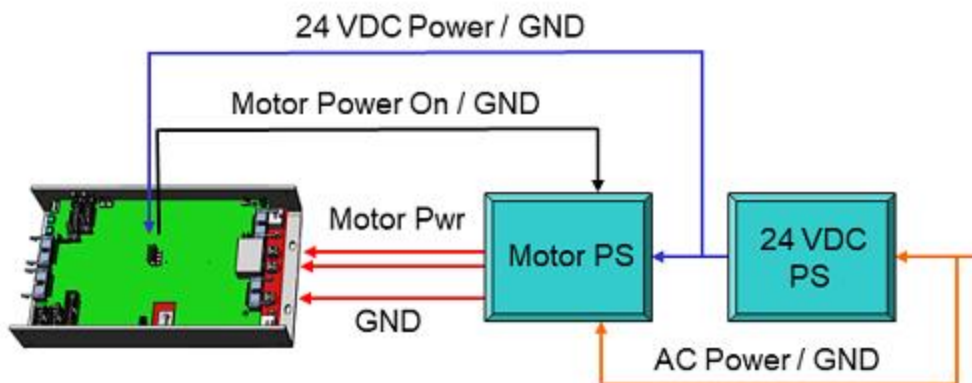 24 VDC Power / GND
Motor Power On / GND
Motor Pwr
Motor PS
24 VDC
PS
GND
AC Power / GND